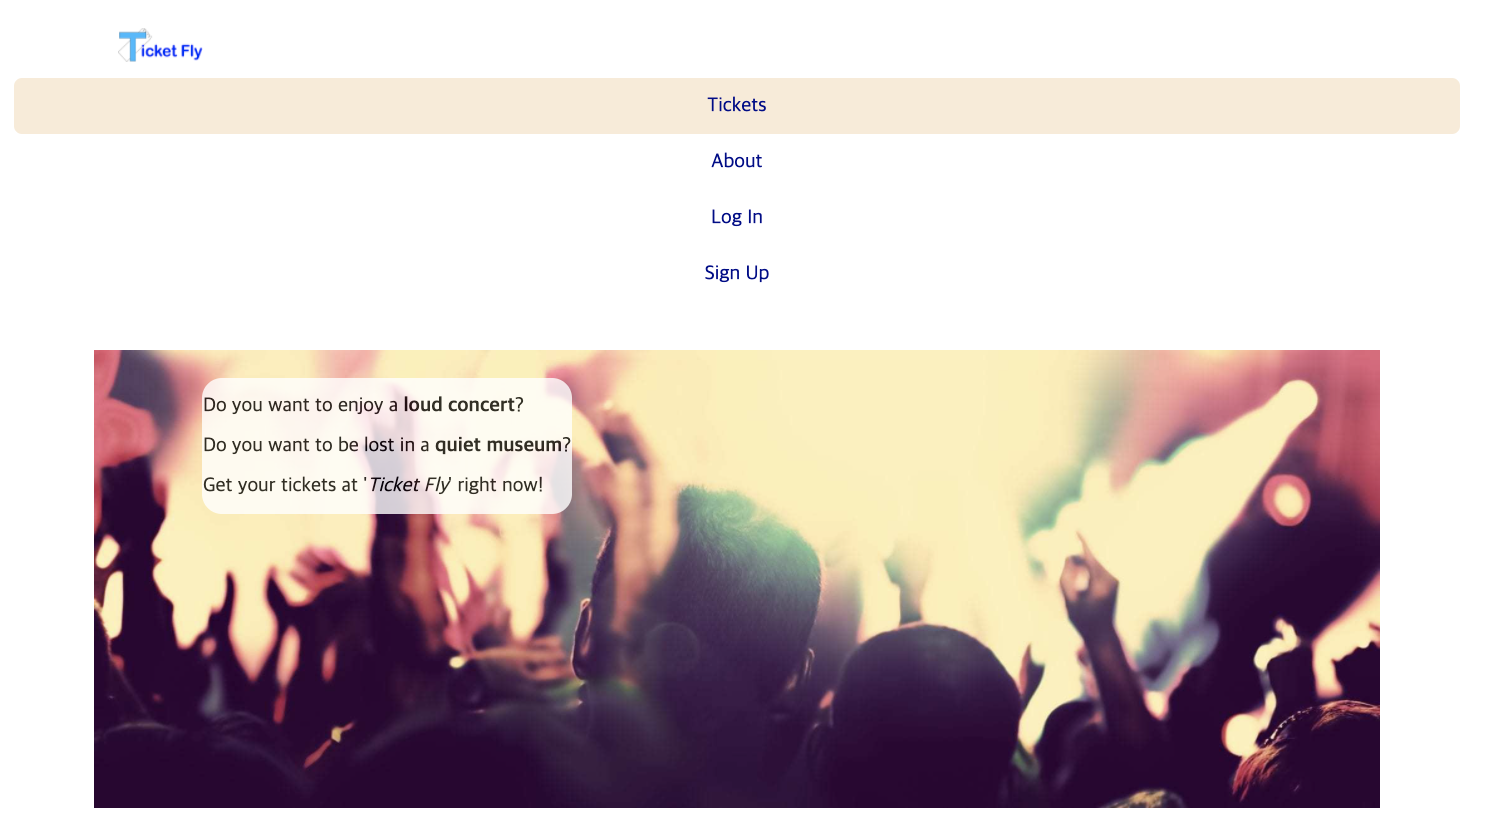 Ticket Fly
Tickets
About
Log In
Sign Up
Do you want to enjoy a loud concert?
Do you want to be lost in a quiet museum?
Get your tickets at 'Ticket Fly' right now!